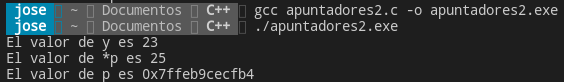 jose ~ Documentos C++ gcc apuntadores2.c -o apuntadores2.exe
jose ~ Documentos C++ ./apuntadores2.exe
El valor de y es 23
El valor de *p es 25
El valor de p es 0x7ffeb9cecfb4